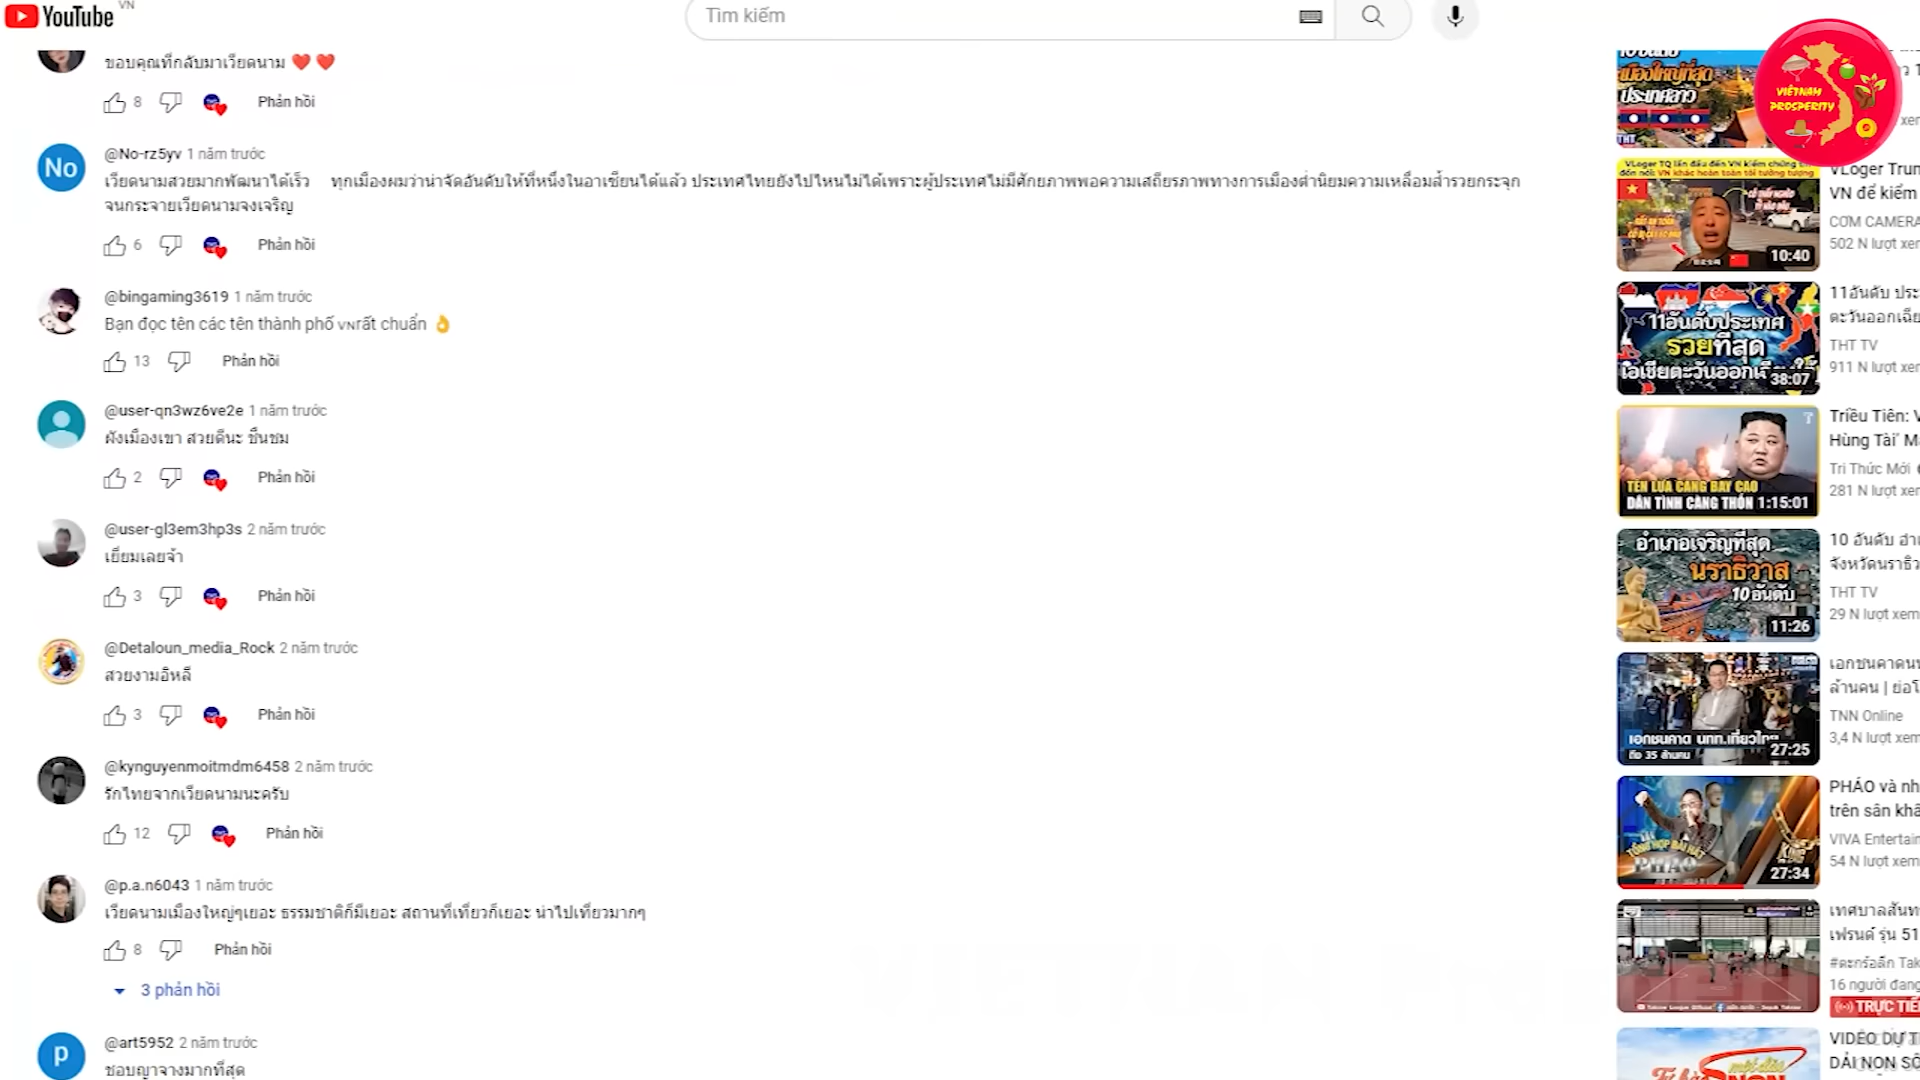 YouTube VN
Tìm kiếm
ขอบคุณที่กลับมาเวียดนาม ❤️ ❤️
8 Phản hồi
No
@No-rz5yv 1 năm trước
เวียดนามสวยมากพัฒนาได้เร็ว ทุกเมืองผมว่าน่าจัดอันดับให้ที่หนึ่งในอาเซียนได้แล้ว ประเทศไทยยังไปไหนไม่ได้เพราะผู้ประเทศไม่มีศักยภาพพอความเสถียรภาพทางการเมืองต่ำนิยมความเหลื่อมล้ำรวยกระจุก
จนกระจายเวียดนามจงเจริญ
6 Phản hồi
@bingaming3619 1 năm trước
Bạn đọc tên các tên thành phố vnrất chuẩn 👌
13 Phản hồi
@user-qn3wz6ve2e 1 năm trước
ผังเมืองเขา สวยดีนะ ชื่นชม
2 Phản hồi
@user-gl3em3hp3s 2 năm trước
เยี่ยมเลยจ้า
3 Phản hồi
@Detaloun_media_Rock 2 năm trước
สวยงามอิหลี
3 Phản hồi
@kynguyenmoitmdm6458 2 năm trước
รักไทยจากเวียดนามนะครับ
12 Phản hồi
@p.a.n6043 1 năm trước
เวียดนามเมืองใหญ่ๆเยอะ ธรรมชาติก็มีเยอะ สถานที่เที่ยวก็เยอะ น่าไปเที่ยวมากๆ
8 Phản hồi
3 phản hồi
p
@art5952 2 năm trước
ชอบญาจางมากที่สุด
เมืองใหญ่ที่สุด
ประเทศลาว
VIETNAM
PROSPERITY
VLoger TQ lần đầu đến VN kiểm chứng
đến nói: VN khác hoàn toàn tôi tưởng tượng
10:40
VLoger Trun
VN để kiểm
CƠM CAMERA
502 N lượt xe
11อันดับประเทศ
รวยที่สุด
38:07
11อันดับ ประ
ตะวันออกเฉีย
THT TV
911 N lượt xe
TÊN LỬA CÀNG BAY CAO
DÂN TÌNH CÀNG THỐN 1:15:01
Triều Tiên: V
Hùng Tài' M
Tri Thức Mới
281 N lượt xe
อำเภอเจริญที่สุด
นราธิวาส
10อันดับ
11:26
10 อันดับ อำเ
จังหวัดนราธิว
THT TV
29 N lượt xem
เอกชนคาด นทท.เที่ยวไทย
ถึง 35 ล้านคน
27:25
เอกชนคาดนท
ล้านคน | ย่อโ
TNN Online
3,4 N lượt xe
TỔNG HỢP BÀI HÁT
PHÁO
27:34
PHÁO và nh
trên sân khấ
VIVA Entertain
54 N lượt xem
เทศบาลสันท
เฟรนด์ รุ่น 51
#ตะกร้อลีก Tak
16 người đang
TRỰC TIẾ
VIDEO DỰ T
DẢI NON SÔ